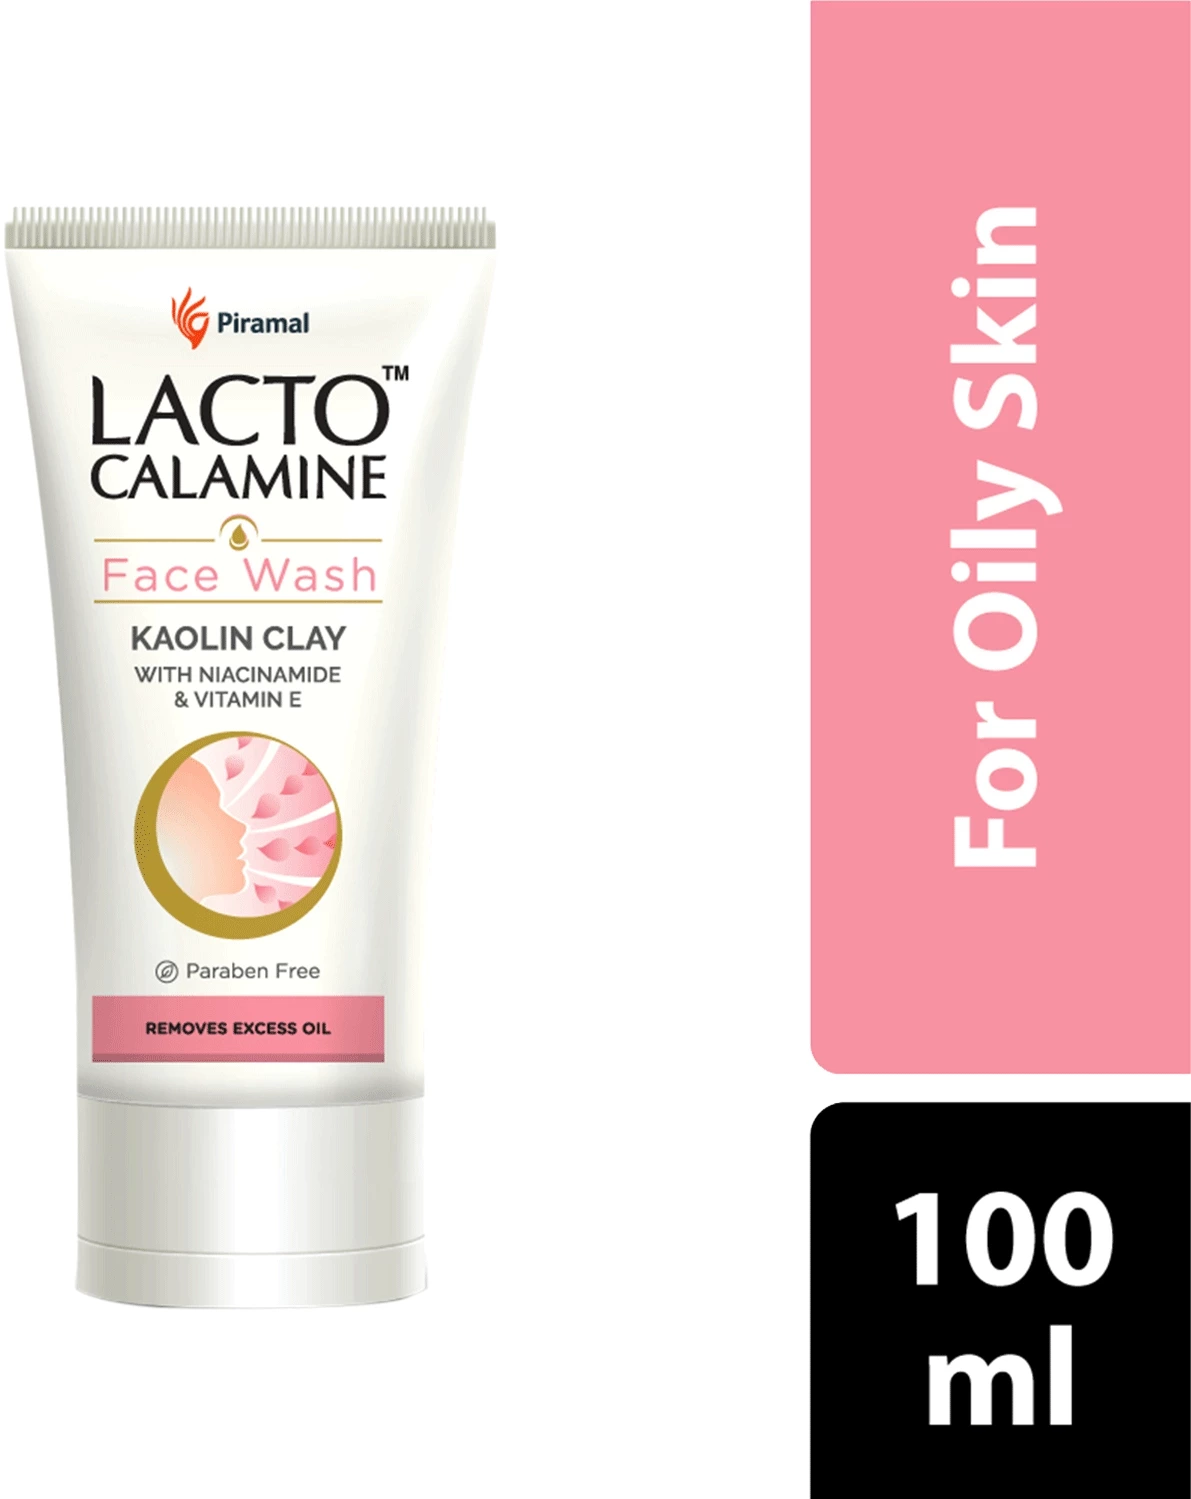 Piramal
LACTO™
CALAMINE
Face Wash
KAOLIN CLAY
WITH NIACINAMIDE
& VITAMIN E
Paraben Free
REMOVES EXCESS OIL
For Oily Skin
100
ml